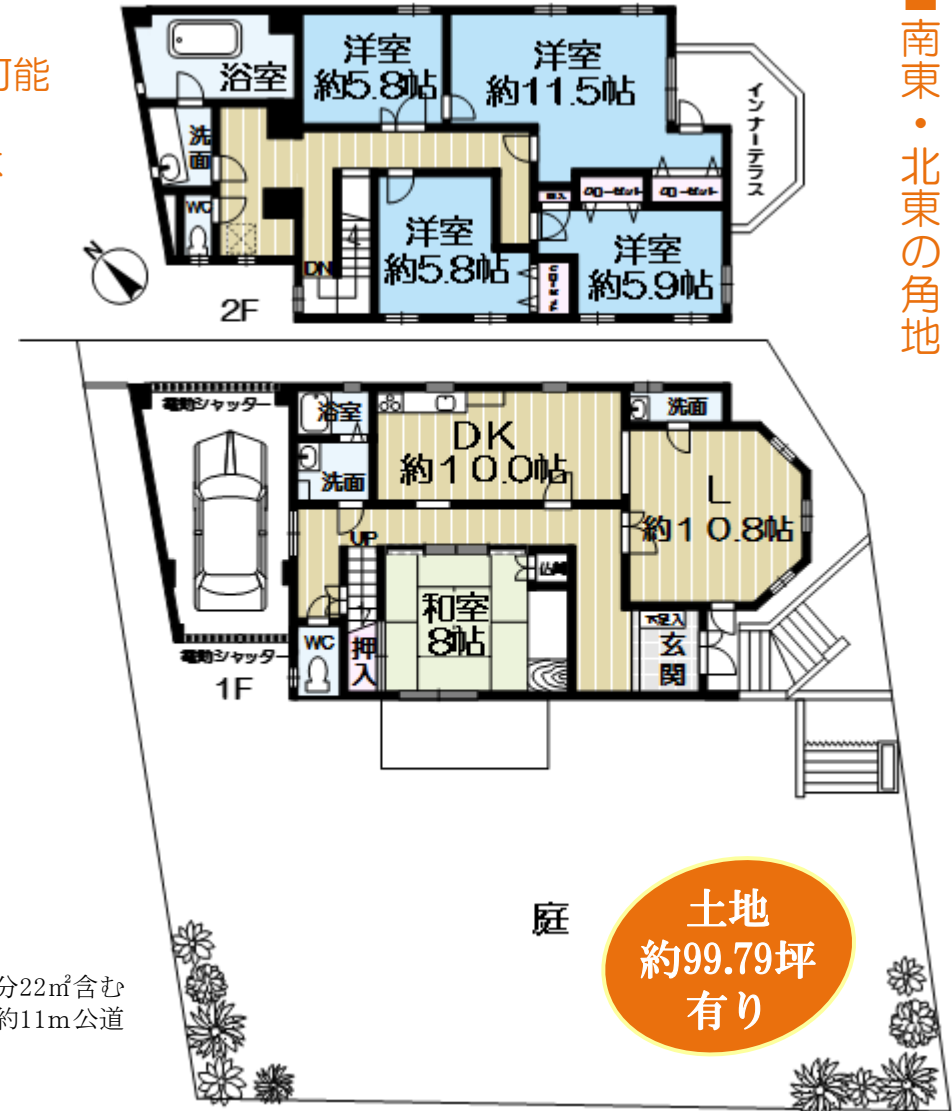 可能
■南東・北東の角地
浴室
洋室
約5.8帖
洋室
約11.5帖
インナーテラス
洗面
WC
DN
洋室
約5.8帖
クローゼット
クローゼット
洋室
約5.9帖
N
2F
電動シャッター
浴室
洗面
DK
約10.0帖
洗面
L
約10.8帖
UP
和室
8帖
仏間
WC
押入
下足入
玄関
電動シャッター
1F
庭
土地
約99.79坪
有り
分22㎡含む
約11m公道